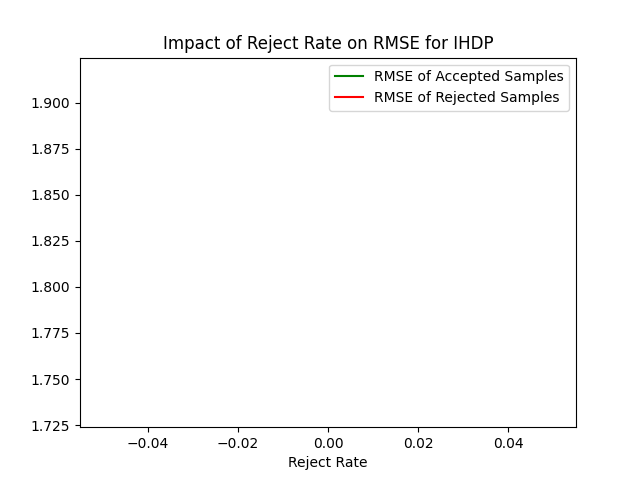 Impact of Reject Rate on RMSE for IHDP
RMSE of Accepted Samples
RMSE of Rejected Samples
1.900
1.875
1.850
1.825
1.800
1.775
1.750
1.725
−0.04 −0.02 0.00 0.02 0.04
Reject Rate